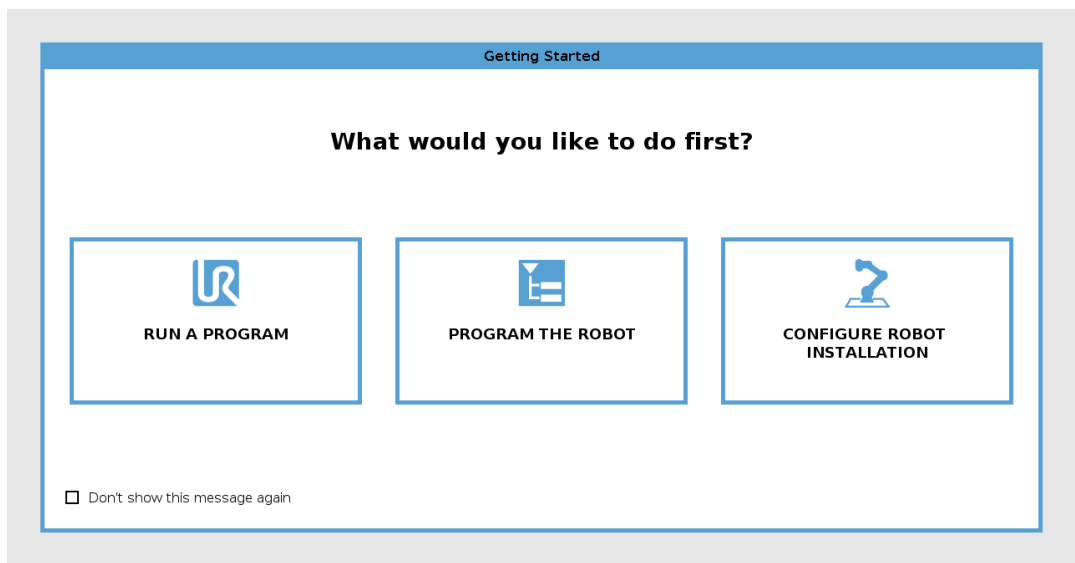 Getting Started
What would you like to do first?
UR
RUN A PROGRAM
PROGRAM THE ROBOT
CONFIGURE ROBOT
INSTALLATION
Don't show this message again